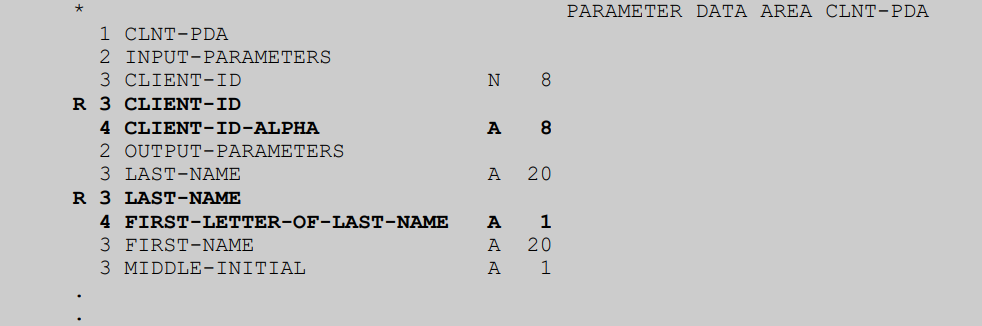 * PARAMETER DATA AREA CLNT-PDA
1 CLNT-PDA
2 INPUT-PARAMETERS
3 CLIENT-ID N 8
R 3 CLIENT-ID
4 CLIENT-ID-ALPHA A 8
2 OUTPUT-PARAMETERS
3 LAST-NAME A 20
R 3 LAST-NAME
4 FIRST-LETTER-OF-LAST-NAME A 1
3 FIRST-NAME A 20
3 MIDDLE-INITIAL A 1
.
.